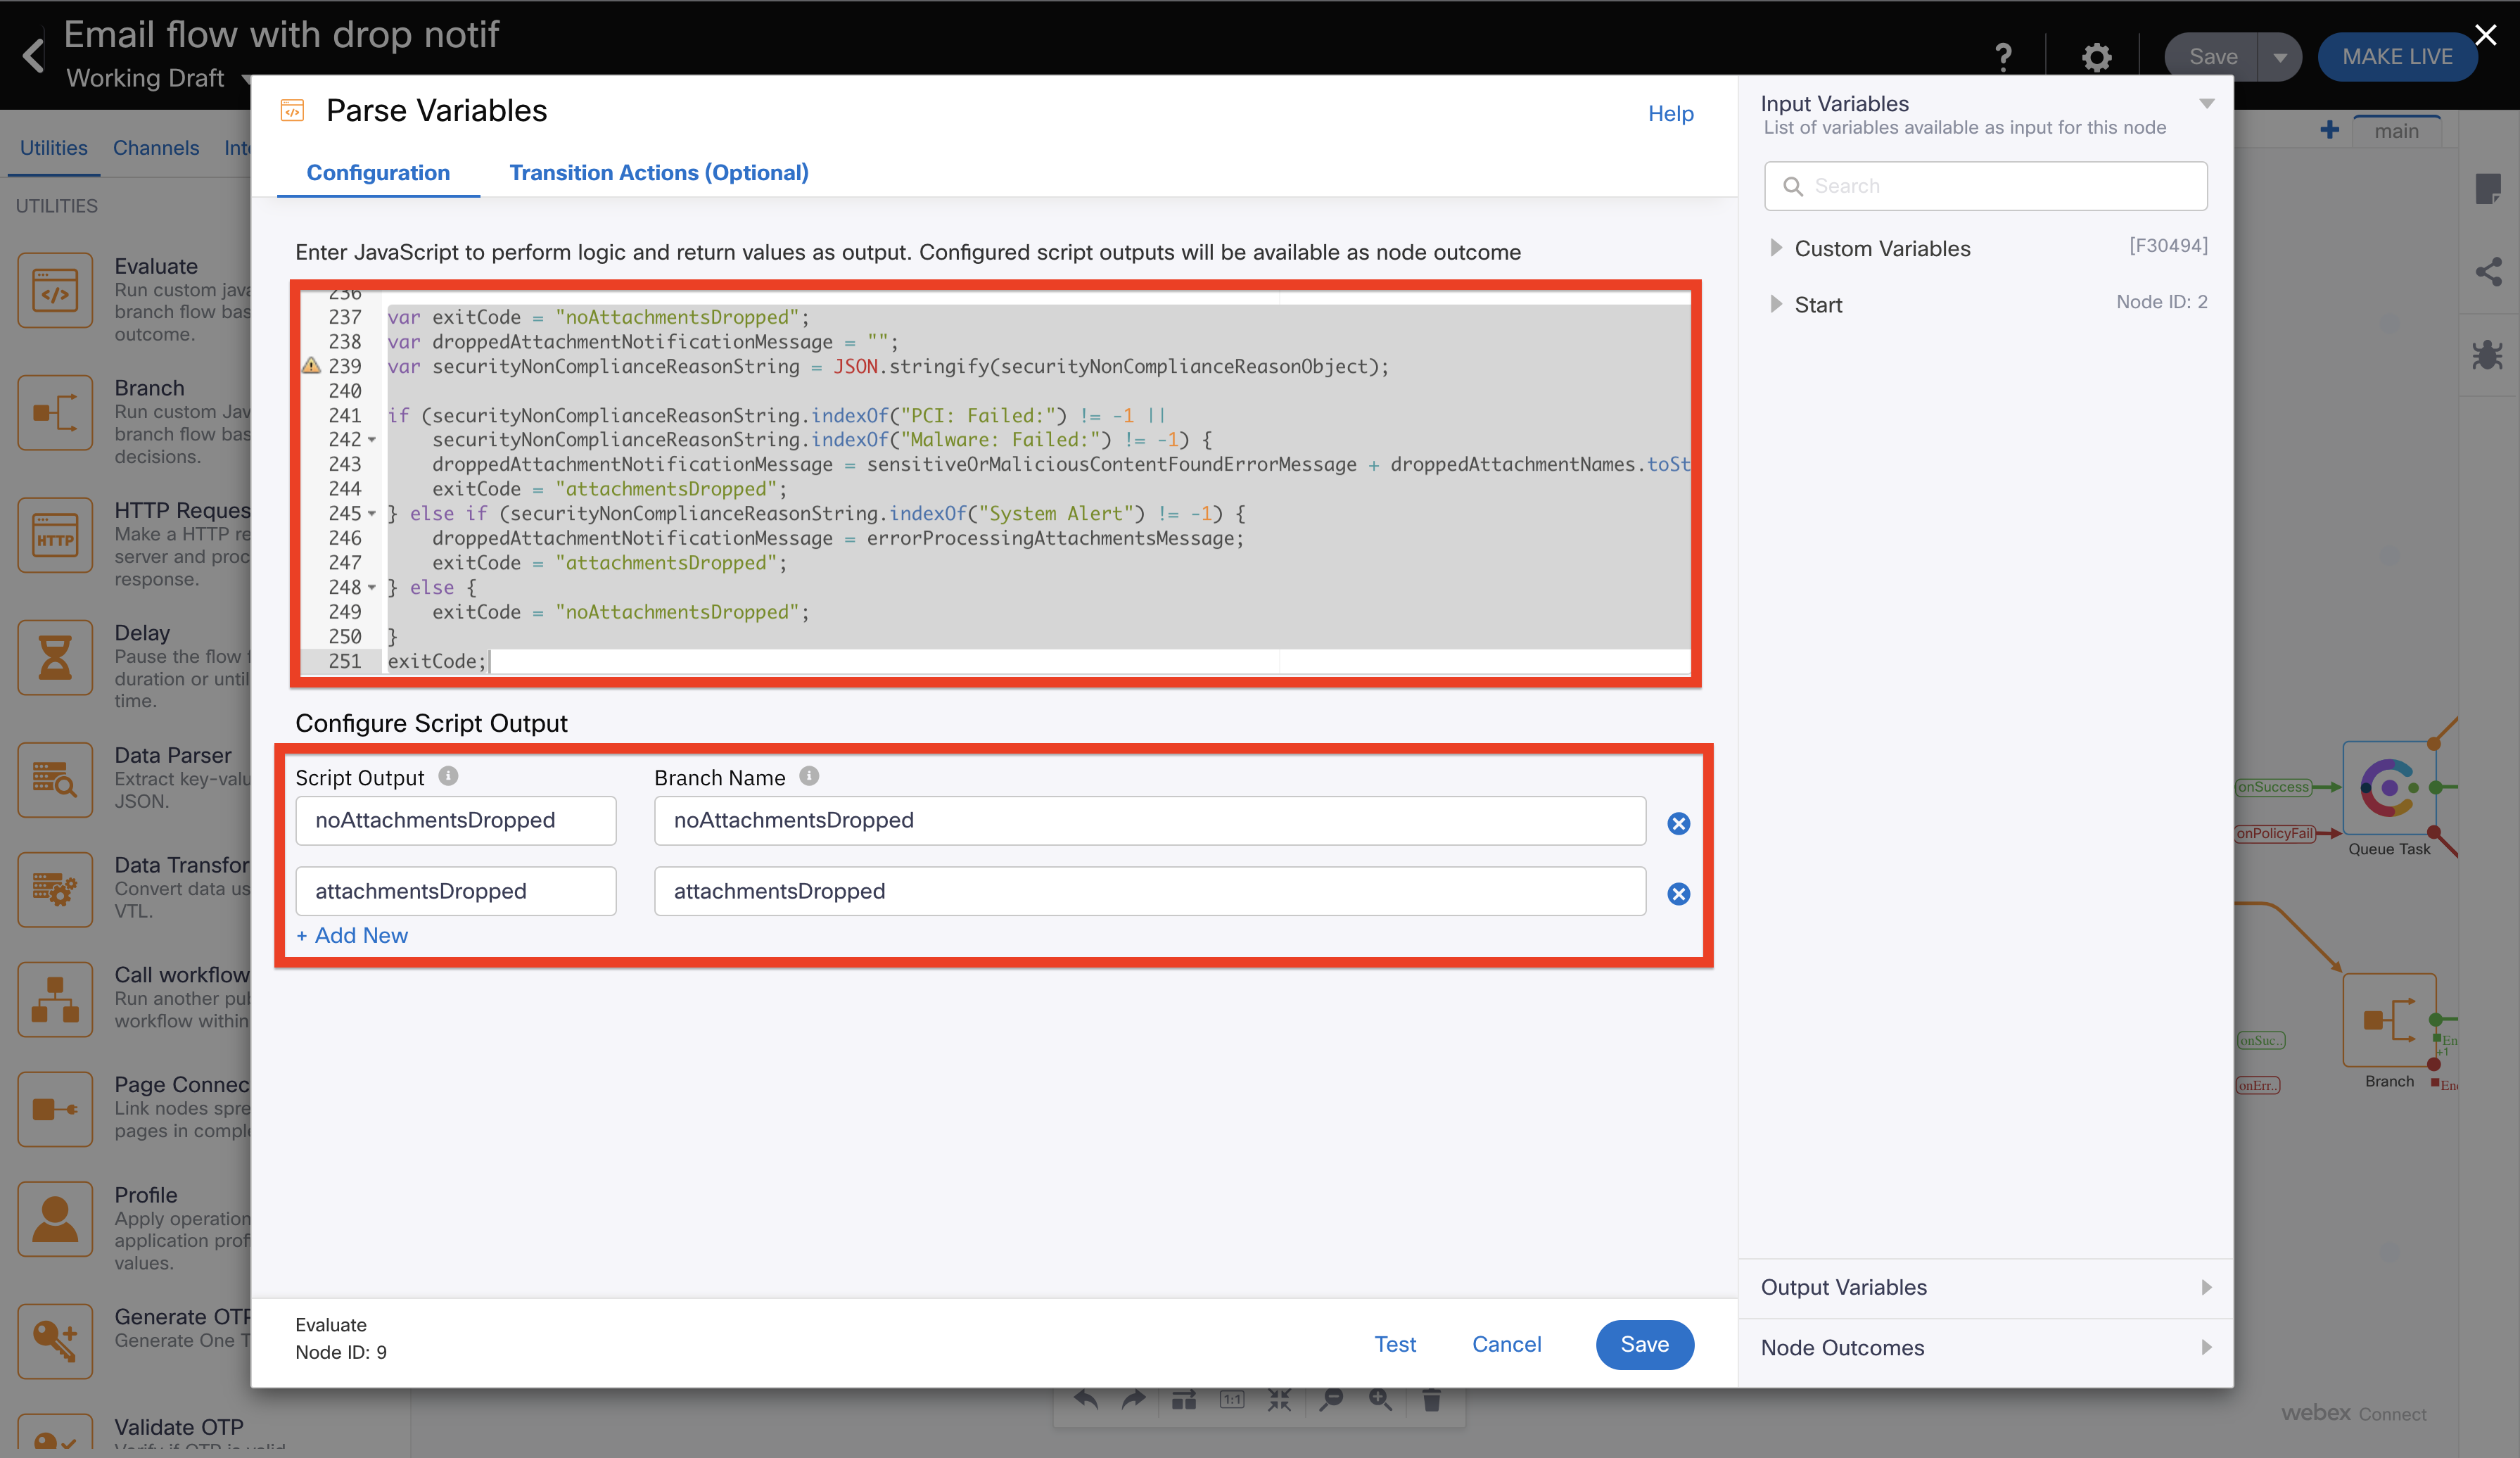 Email flow with drop notif
Working Draft
Save
MAKE LIVE
Utilities
Channels
UTILITIES
Evaluate
Run custom java
branch flow bas
outcome.
Branch
Run custom Jav
branch flow bas
decisions.
HTTP
HTTP Reques
Make a HTTP re
server and proc
response.
Delay
Pause the flow f
duration or until
time.
Data Parser
Extract key-valu
JSON.
Data Transfor
Convert data us
VTL.
Call workflow
Run another pub
workflow within
Page Connec
Link nodes spre
pages in comple
Profile
Apply operation
application prof
values.
Generate OTP
Generate One T
Validate OTP
Parse Variables
Help
Configuration
Transition Actions (Optional)
Enter JavaScript to perform logic and return values as output. Configured script outputs will be available as node outcome
236
237 var exitCode = "noAttachmentsDropped";
238 var droppedAttachmentNotificationMessage = "";
239 var securityNonComplianceReasonString = JSON.stringify(securityNonComplianceReasonObject);
240
241 if (securityNonComplianceReasonString.indexOf("PCI: Failed:") != -1 ||
242 securityNonComplianceReasonString.indexOf("Malware: Failed:") != -1) {
243 droppedAttachmentNotificationMessage = sensitiveOrMaliciousContentFoundErrorMessage + droppedAttachmentNames.toSt
244 exitCode = "attachmentsDropped";
245 } else if (securityNonComplianceReasonString.indexOf("System Alert") != -1) {
246 droppedAttachmentNotificationMessage = errorProcessingAttachmentsMessage;
247 exitCode = "attachmentsDropped";
248 } else {
249 exitCode = "noAttachmentsDropped";
250 }
251 exitCode;
Configure Script Output
Script Output
Branch Name
noAttachmentsDropped
noAttachmentsDropped
attachmentsDropped
attachmentsDropped
+ Add New
Evaluate
Node ID: 9
Test
Cancel
Save
Input Variables
List of variables available as input for this node
Search
Custom Variables
[F30494]
Start
Node ID: 2
Output Variables
Node Outcomes
main
onSuccess
onPolicyFail
Queue Task
onSuc..
onErr..
En
+1
Branch
1:1
webex Connect